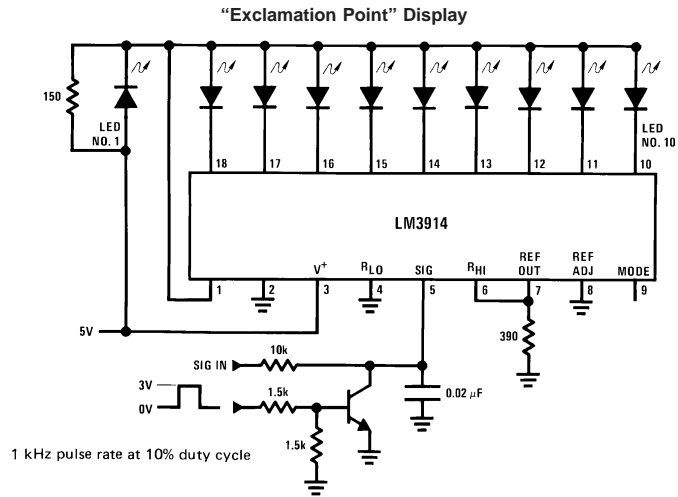 “Exclamation Point” Display
150
LED
NO. 1
LED
NO. 10
18
17
16
15
14
13
12
11
10
LM3914
V+
RLO
SIG
RHI
REF
OUT
REF
ADJ
MODE
1
2
3
4
5
6
7
8
9
5V
390
SIG IN
10k
3V
0V
1.5k
0.02 µF
1.5k
1 kHz pulse rate at 10% duty cycle